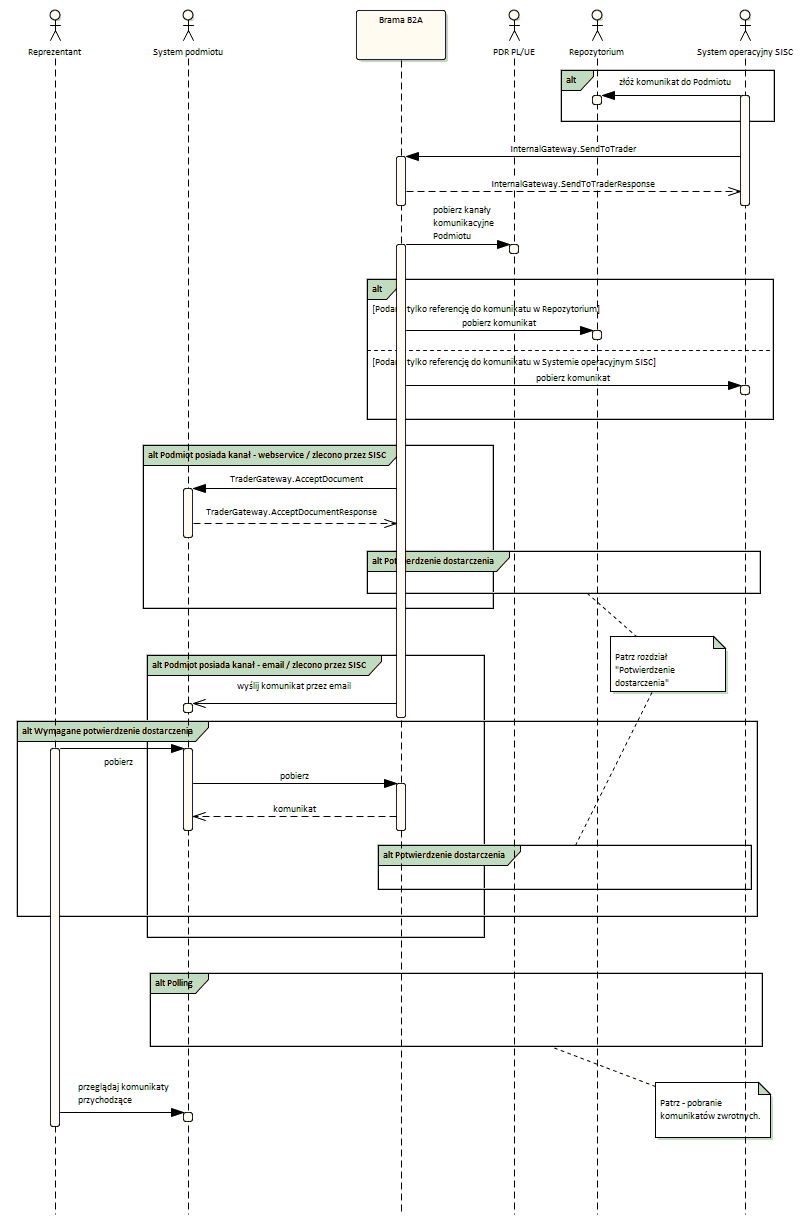 Brama B2A
Reprezentant
System podmiotu
PDR PL/UE
Repozytorium
System operacyjny SISC
alt
złóż komunikat do Podmiotu
InternalGateway.SendToTrader
InternalGateway.SendToTraderResponse
pobierz kanały
komunikacyjne
Podmiotu
alt
tylko referencję do komunikatu w Repozytorium]
pobierz komunikat
tylko referencję do komunikatu w Systemie operacyjnym SISC]
pobierz komunikat
alt Podmiot posiada kanał - webservice / zlecono przez SISC
TraderGateway.AcceptDocument
TraderGateway.AcceptDocumentResponse
alt Potwierdzenie dostarczenia
Patrz rozdział
"Potwierdzenie
dostarczenia"
alt Podmiot posiada kanał - email / zlecono przez SISC
wyślij komunikat przez email
alt Wymagane potwierdzenie dostarczenia
pobierz
pobierz
komunikat
alt Potwierdzenie dostarczenia
alt Polling
przeglądaj komunikaty
przychodzące
Patrz - pobranie
komunikatów zwrotnych.